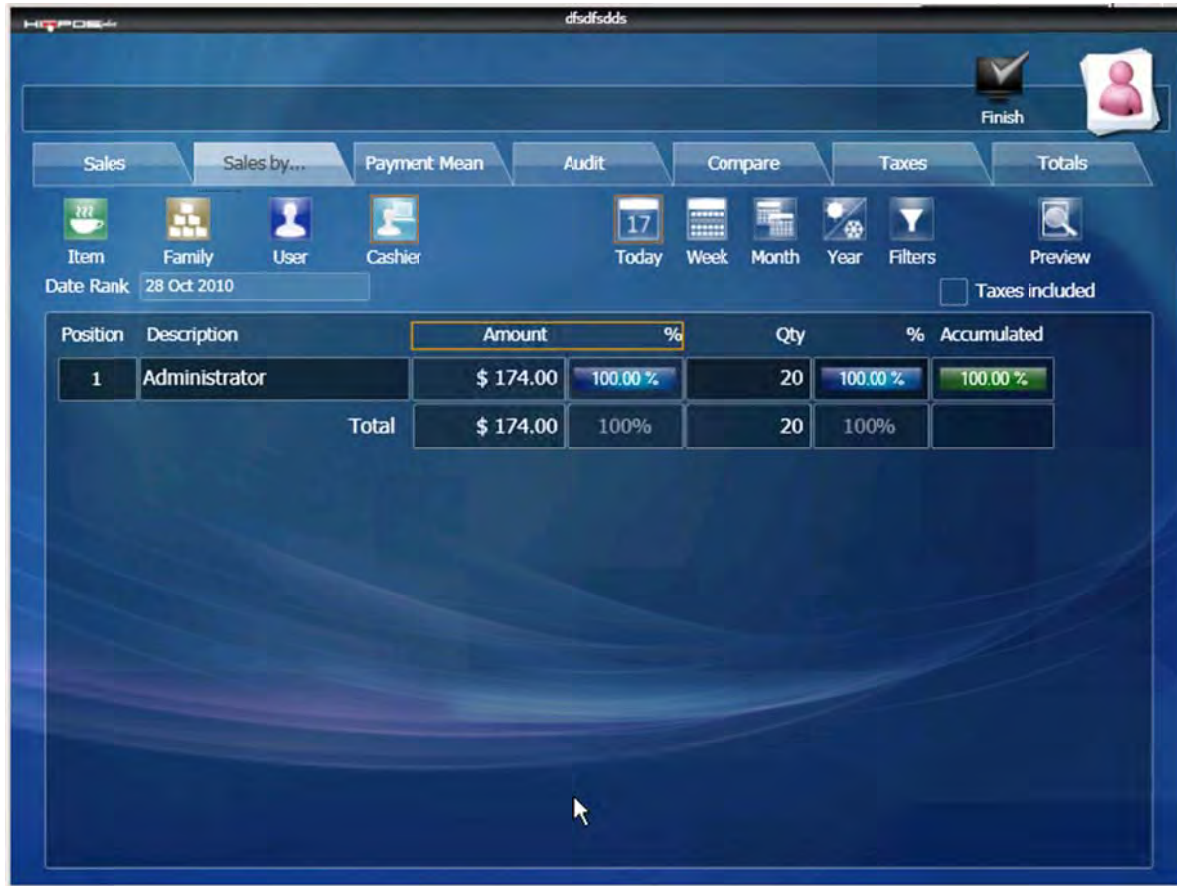 dfsdfsdds
HIOPOS
Finish
Sales Sales by... Payment Mean Audit Compare Taxes Totals
17
Item Family User Cashier Today Week Month Year Filters Preview
Date Rank 28 Oct 2010 Taxes included
Position Description Amount % Qty % Accumulated
1 Administrator $ 174.00 100.00 % 20 100.00 % 100.00 %
Total $ 174.00 100% 20 100%